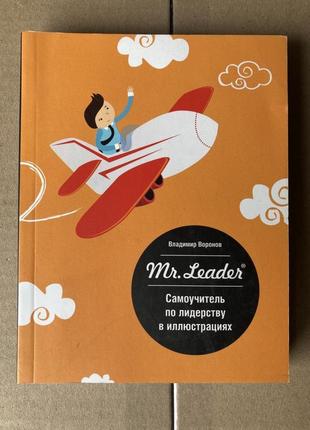 Владимир Воронов
Mr. Leader®
Самоучитель
по лидерству
в иллюстрациях